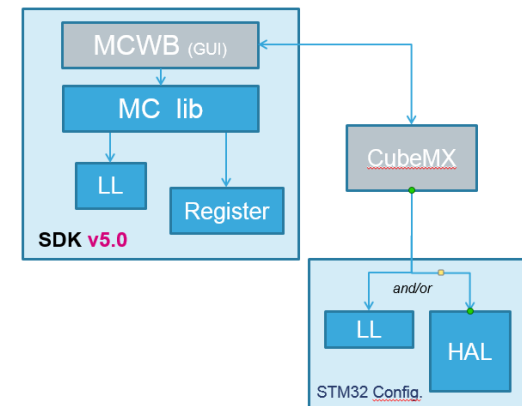 MCWB (GUI)
MC lib
LL
Register
SDK v5.0
CubeMX
and/or
LL
HAL
STM32 Config.